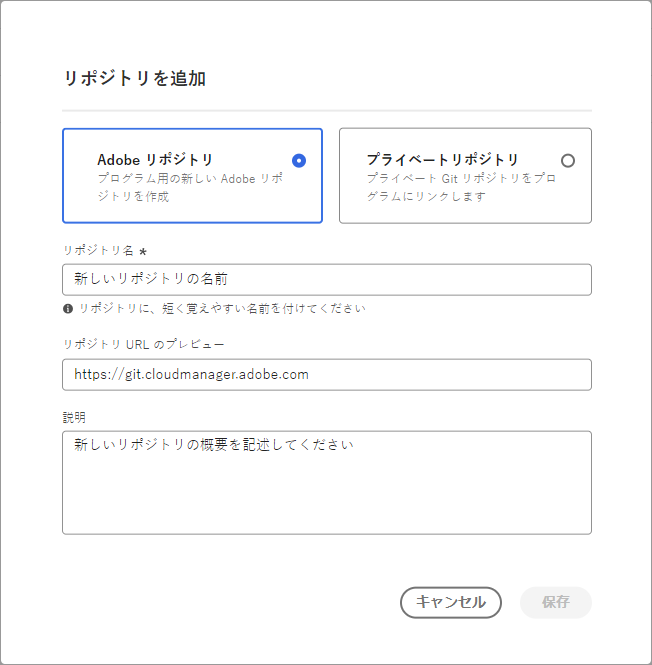 リポジトリを追加
Adobe リポジトリ
プログラム用の新しい Adobe リポ
ジトリを作成
プライベートリポジトリ
プライベート Git リポジトリをプロ
グラムにリンクします
リポジトリ名 *
新しいリポジトリの名前
リポジトリに、短く覚えやすい名前を付けてください
リポジトリ URL のプレビュー
https://git.cloudmanager.adobe.com
説明
新しいリポジトリの概要を記述してください
キャンセル
保存